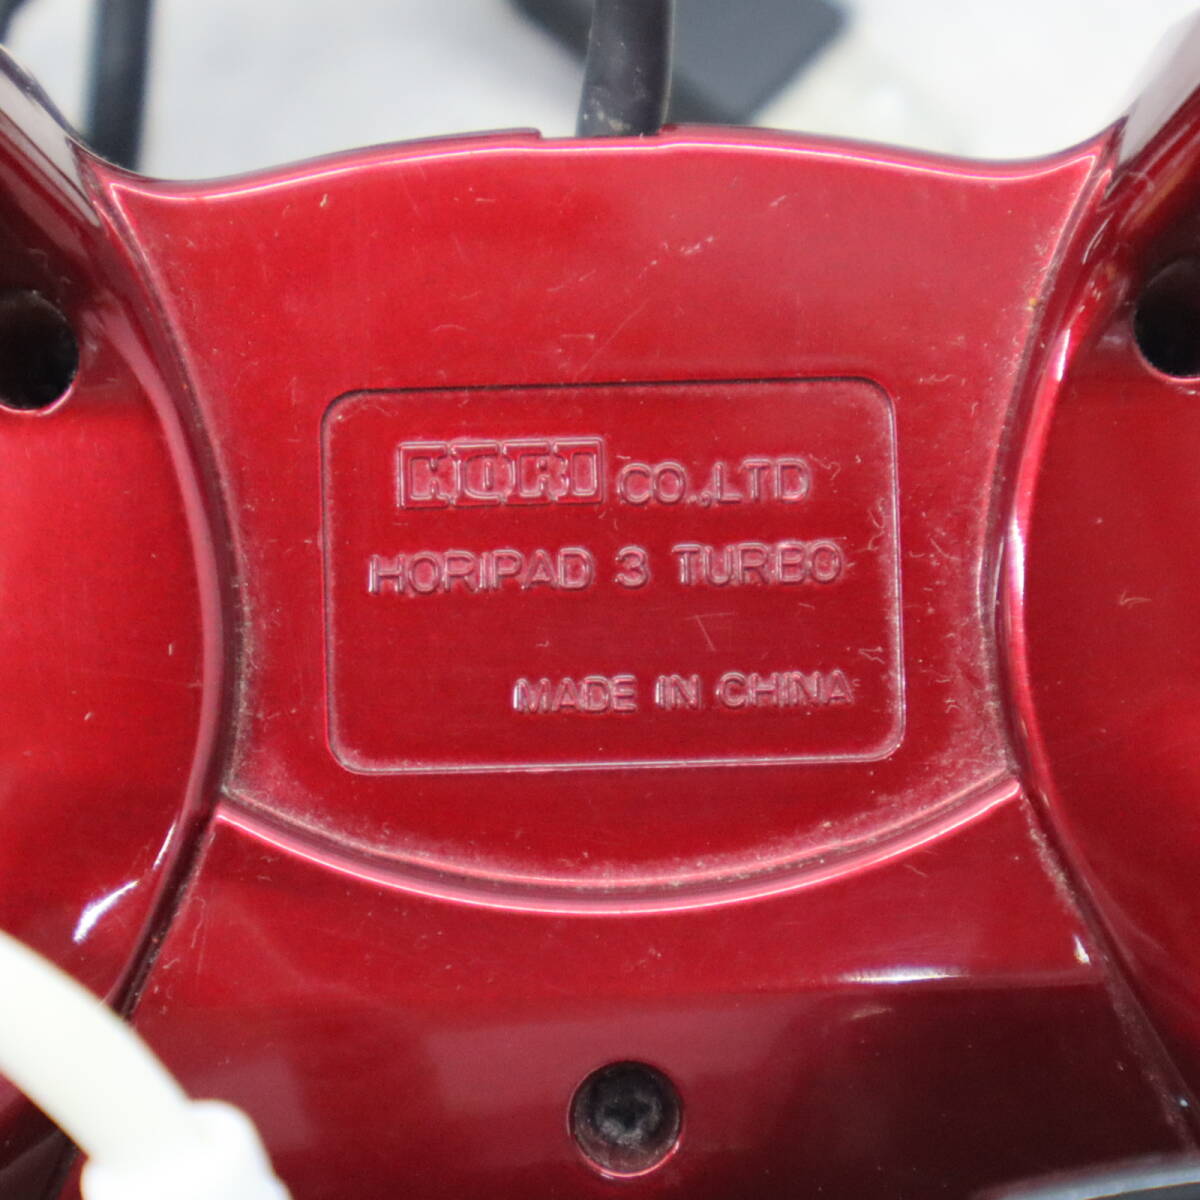 HORI CO.,LTD
HORIPAD 3 TURBO
MADE IN CHINA